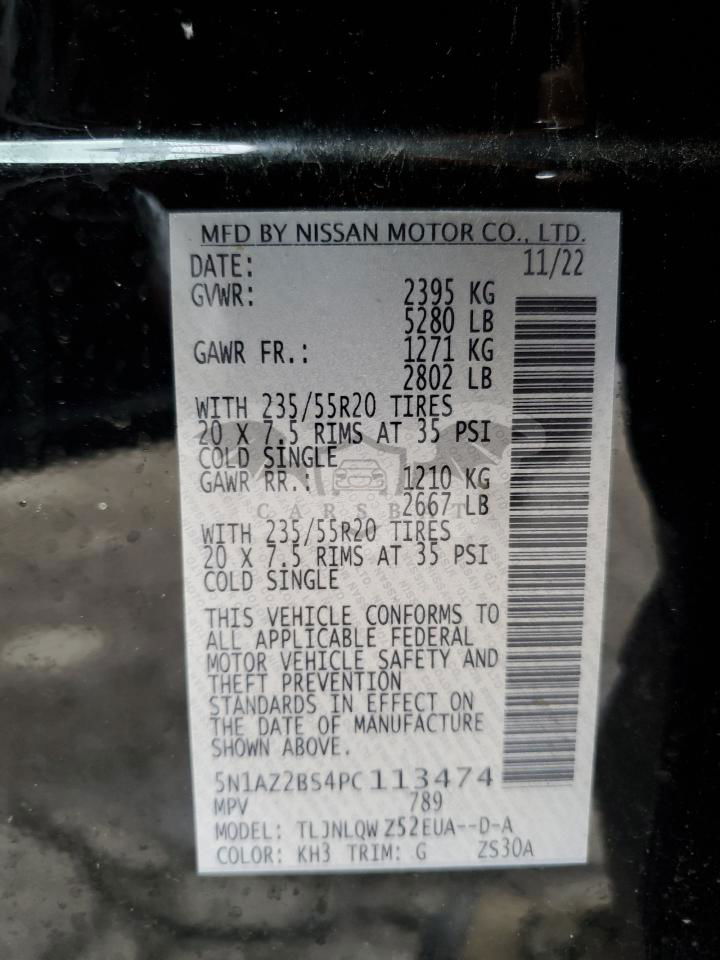 MFD BY NISSAN MOTOR CO., LTD.
DATE: 11/22
GVWR: 2395 KG
5280 LB
GAWR FR.: 1271 KG
2802 LB
WITH 235/55R20 TIRES
20 X 7.5 RIMS AT 35 PSI
COLD SINGLE
GAWR RR.: 1210 KG
2667 LB
CARSBIT
WITH 235/55R20 TIRES
20 X 7.5 RIMS AT 35 PSI
COLD SINGLE
THIS VEHICLE CONFORMS TO
ALL APPLICABLE FEDERAL
MOTOR VEHICLE SAFETY AND
THEFT PREVENTION
STANDARDS IN EFFECT ON
THE DATE OF MANUFACTURE
SHOWN ABOVE.
5N1AZ2BS4PC113474
MPV 789
MODEL: TLJNLQW Z52EUA--D-A
COLOR: KH3 TRIM: G ZS30A